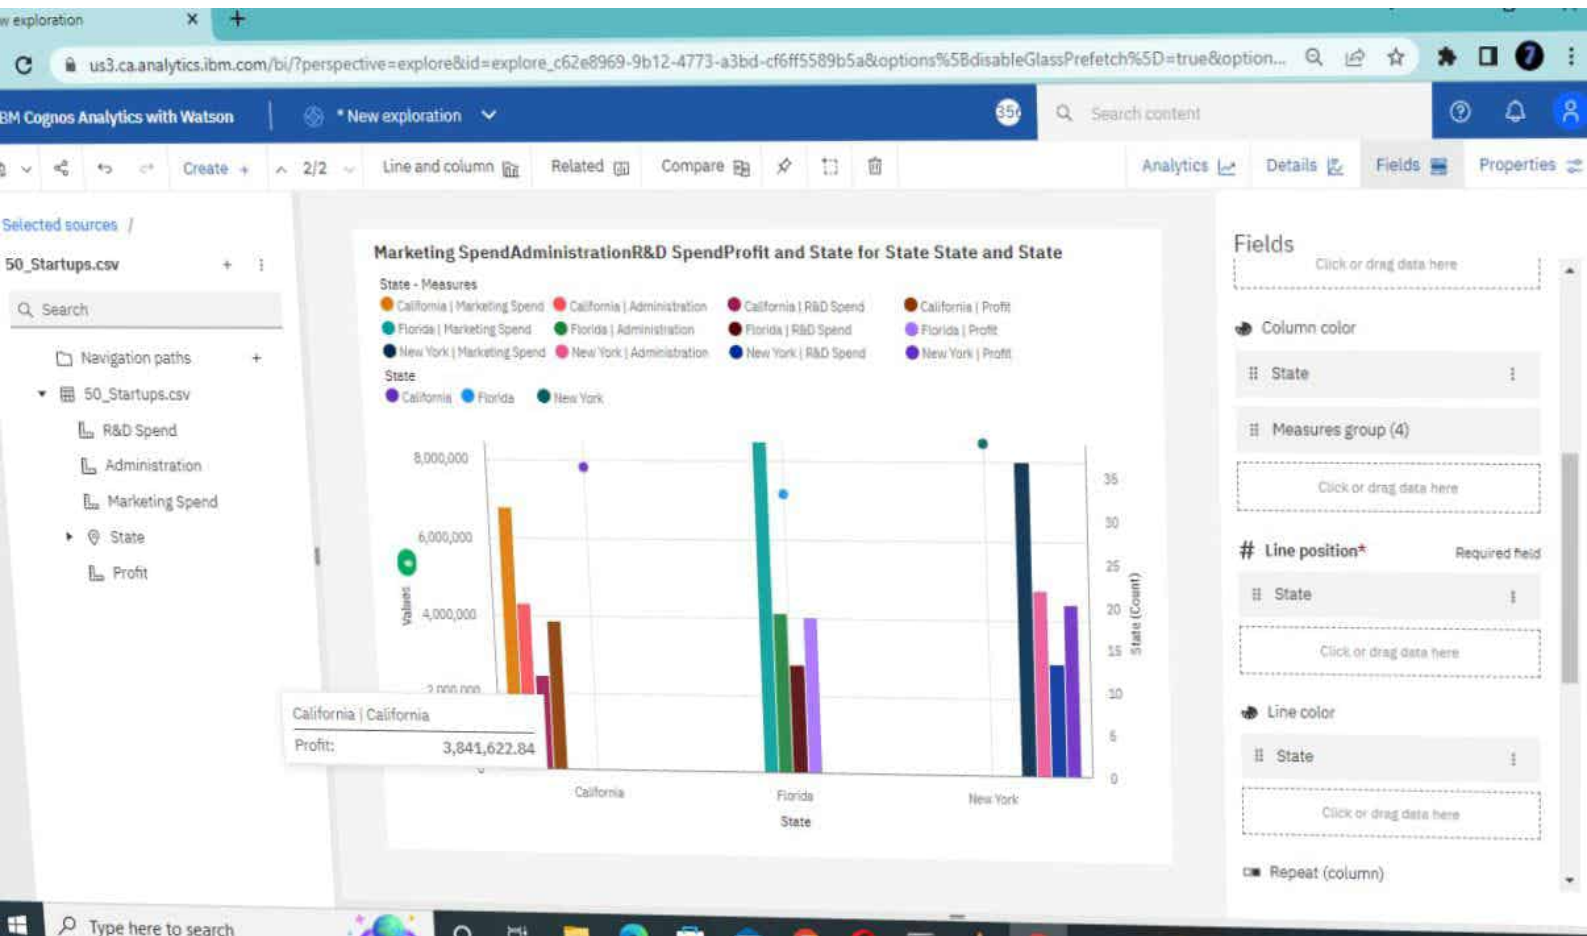 w exploration
us3.ca.analytics.ibm.com/bi/?perspective=explore&id=explore_c62e8969-9b12-4773-a3bd-cf6ff5589b5a&options%5BdisableGlassPrefetch%5D=true&option...
BM Cognos Analytics with Watson
* New exploration
Search content
Create +
2/2
Line and column
Related
Compare
Analytics
Details
Fields
Properties
Selected sources /
50_Startups.csv
Search
Navigation paths
50_Startups.csv
R&D Spend
Administration
Marketing Spend
State
Profit
Marketing SpendAdministrationR&D SpendProfit and State for State State and State
State - Measures
California | Marketing Spend California | Administration California | R&D Spend California | Profit
Florida | Marketing Spend Florida | Administration Florida | R&D Spend Florida | Profit
New York | Marketing Spend New York | Administration New York | R&D Spend New York | Profit
State
California Florida New York
8,000,000
6,000,000
4,000,000
2,000,000
0
Values
35
30
25
20
15
10
5
0
State (Count)
California | California
Profit: 3,841,622.84
California
Florida
New York
State
Fields
Click or drag data here
Column color
State
Measures group (4)
Click or drag data here
# Line position* Required field
State
Click or drag data here
Line color
State
Click or drag data here
Repeat (column)
Type here to search